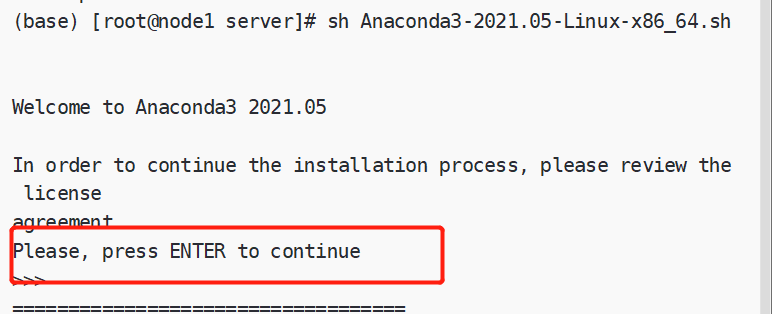 (base) [root@node1 server]# sh Anaconda3-2021.05-Linux-x86_64.sh
Welcome to Anaconda3 2021.05
In order to continue the installation process, please review the
license
agreement
Please, press ENTER to continue
>>>
===================================